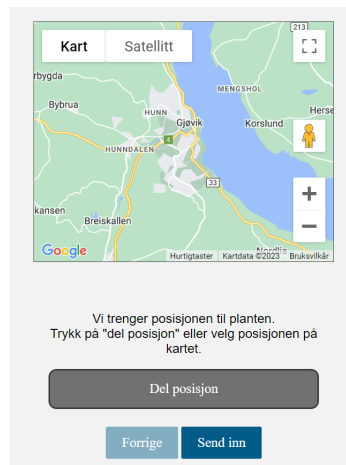 213
Kart
Satellitt
rbygda
MENGSHOL
Bybrua
HUNN
Herse
Gjøvik
Korslund
4
HUNNDALEN
33
+
kansen
Breiskallen
−
Nordlia
Google
Hurtigtaster
Kartdata ©2023
Bruksvilkår
Vi trenger posisjonen til planten.
Trykk på "del posisjon" eller velg posisjonen på
kartet.
Del posisjon
Forrige
Send inn